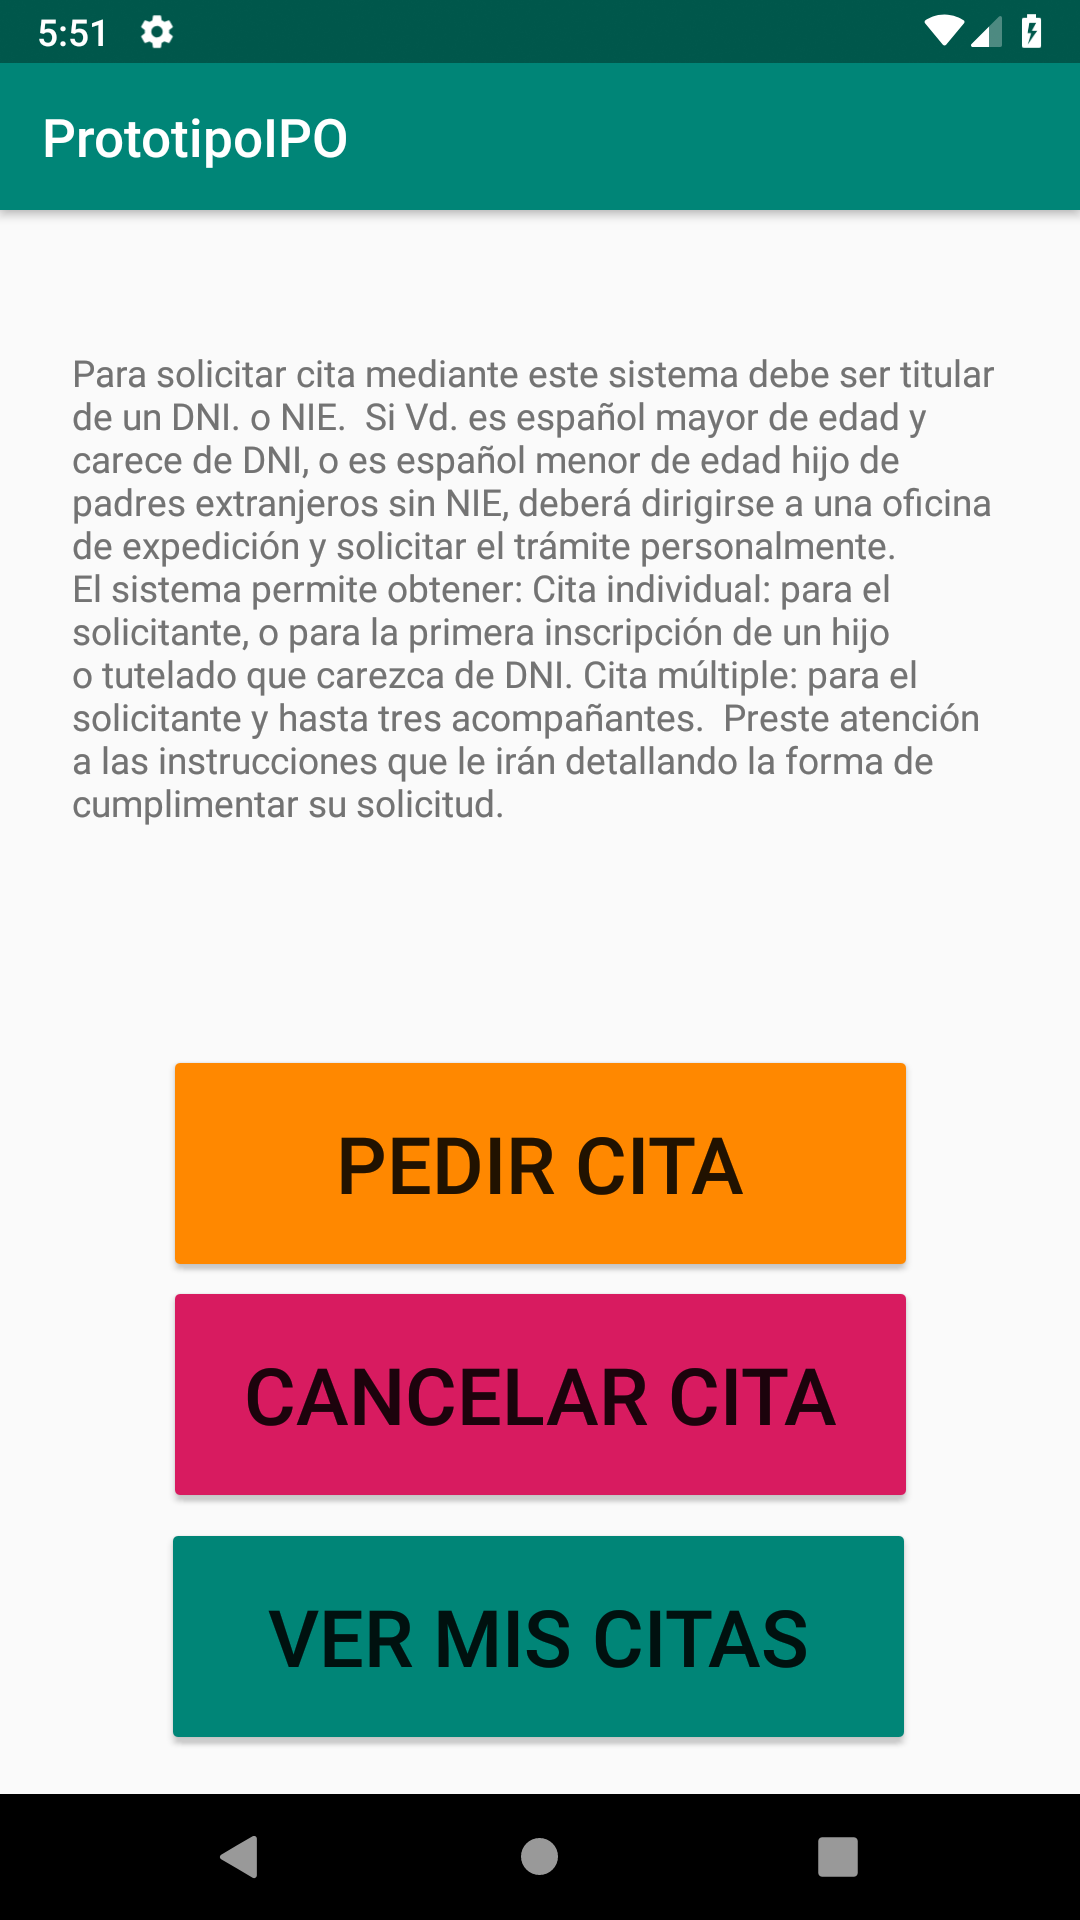 5:51
PrototipoIPO
Para solicitar cita mediante este sistema debe ser titular
de un DNI. o NIE.  Si Vd. es español mayor de edad y
carece de DNI, o es español menor de edad hijo de
padres extranjeros sin NIE, deberá dirigirse a una oficina
de expedición y solicitar el trámite personalmente.
El sistema permite obtener: Cita individual: para el
solicitante, o para la primera inscripción de un hijo
o tutelado que carezca de DNI. Cita múltiple: para el
solicitante y hasta tres acompañantes.  Preste atención
a las instrucciones que le irán detallando la forma de
cumplimentar su solicitud.
PEDIR CITA
CANCELAR CITA
VER MIS CITAS